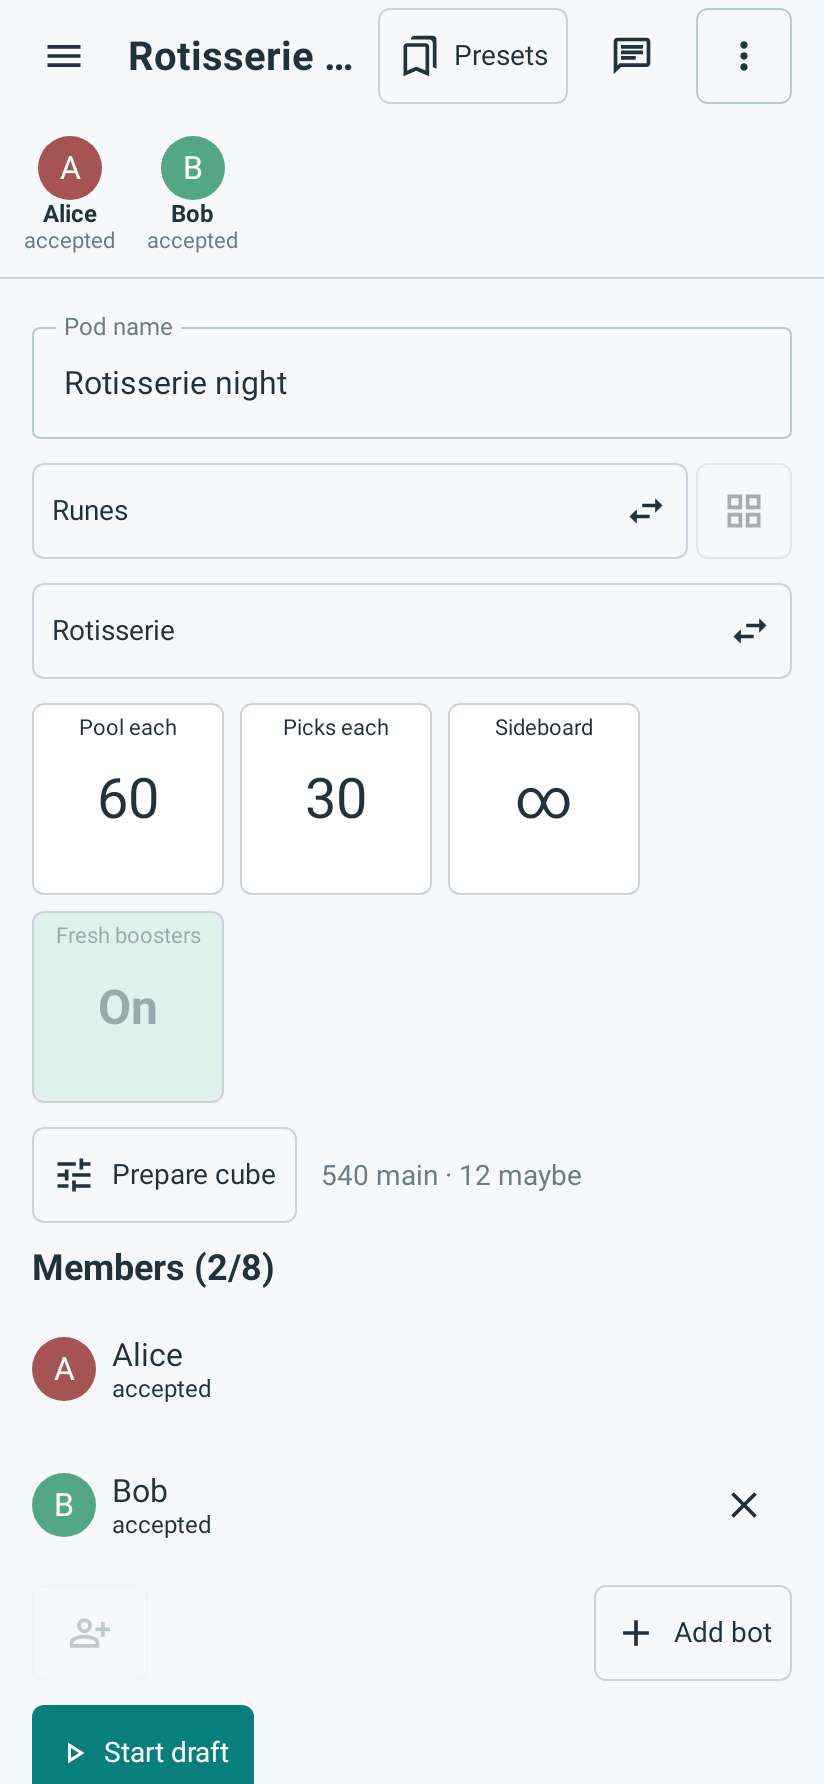 Rotisserie ...
Presets
A
B
Alice
Bob
accepted
accepted
Pod name
Rotisserie night
Runes
Rotisserie
Pool each
Picks each
Sideboard
60
30
∞
Fresh boosters
On
Prepare cube
540 main · 12 maybe
Members (2/8)
A
Alice
accepted
B
Bob
accepted
Add bot
Start draft